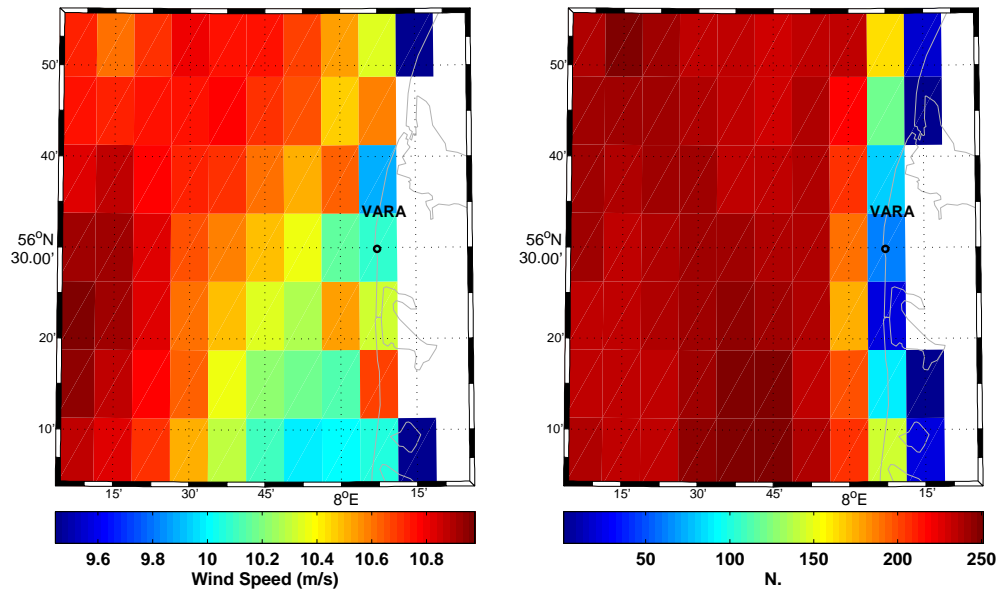 50'
40'
VARA
56°N
30.00'
20'
10'
15' 30' 45' 8°E 15'
9.6 9.8 10 10.2 10.4 10.6 10.8
Wind Speed (m/s)
50'
40'
VARA
56°N
30.00'
20'
10'
15' 30' 45' 8°E 15'
50 100 150 200 250
N.